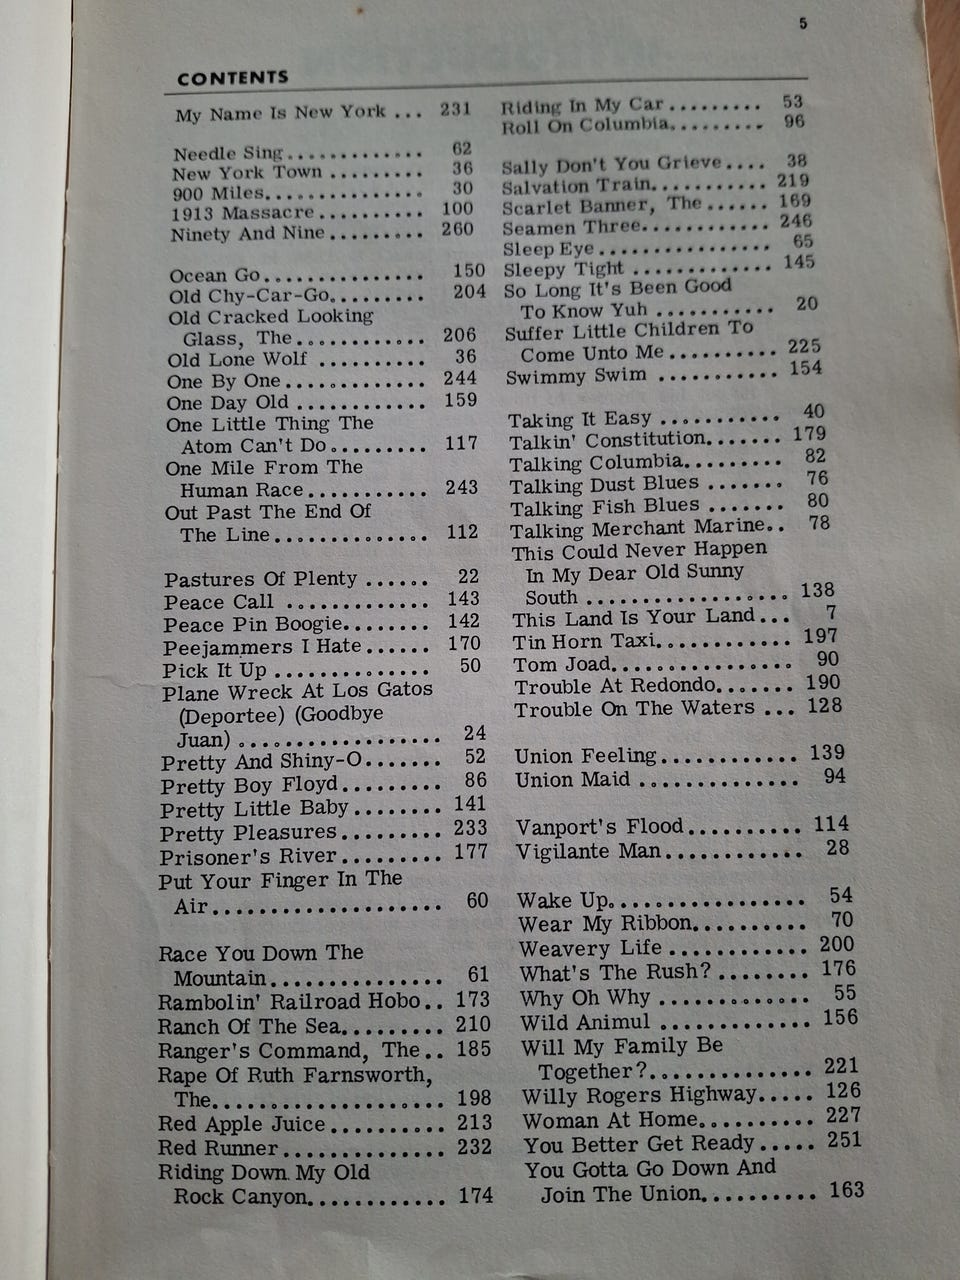 5
CONTENTS
My Name Is New York ... 231
Needle Sing............. 62
New York Town ......... 36
900 Miles............... 30
1913 Massacre.......... 100
Ninety And Nine......... 260
Ocean Go............... 150
Old Chy-Car-Go......... 204
Old Cracked Looking
Glass, The............ 206
Old Lone Wolf .......... 36
One By One............. 244
One Day Old ............ 159
One Little Thing The
Atom Can't Do......... 117
One Mile From The
Human Race........... 243
Out Past The End Of
The Line.............. 112
Pastures Of Plenty ...... 22
Peace Call ............. 143
Peace Pin Boogie........ 142
Peejammers I Hate...... 170
Pick It Up .............. 50
Plane Wreck At Los Gatos
(Deportee) (Goodbye
Juan) .................. 24
Pretty And Shiny-O....... 52
Pretty Boy Floyd......... 86
Pretty Little Baby........ 141
Pretty Pleasures......... 233
Prisoner's River......... 177
Put Your Finger In The
Air..................... 60
Race You Down The
Mountain............... 61
Rambolin' Railroad Hobo.. 173
Ranch Of The Sea......... 210
Ranger's Command, The.. 185
Rape Of Ruth Farnsworth,
The..................... 198
Red Apple Juice.......... 213
Red Runner.............. 232
Riding Down My Old
Rock Canyon............ 174
Riding In My Car ......... 53
Roll On Columbia......... 96
Sally Don't You Grieve.... 38
Salvation Train........... 219
Scarlet Banner, The ...... 169
Seamen Three............ 246
Sleep Eye............... 65
Sleepy Tight ............ 145
So Long It's Been Good
To Know Yuh ........... 20
Suffer Little Children To
Come Unto Me.......... 225
Swimmy Swim ........... 154
Taking It Easy ........... 40
Talkin' Constitution....... 179
Talking Columbia......... 82
Talking Dust Blues ....... 76
Talking Fish Blues ....... 80
Talking Merchant Marine.. 78
This Could Never Happen
In My Dear Old Sunny
South .................. 138
This Land Is Your Land... 7
Tin Horn Taxi............ 197
Tom Joad................ 90
Trouble At Redondo....... 190
Trouble On The Waters ... 128
Union Feeling............ 139
Union Maid .............. 94
Vanport's Flood.......... 114
Vigilante Man............ 28
Wake Up................. 54
Wear My Ribbon.......... 70
Weavery Life ............ 200
What's The Rush? ........ 176
Why Oh Why ............. 55
Wild Animul ............. 156
Will My Family Be
Together?.............. 221
Willy Rogers Highway..... 126
Woman At Home.......... 227
You Better Get Ready..... 251
You Gotta Go Down And
Join The Union.......... 163